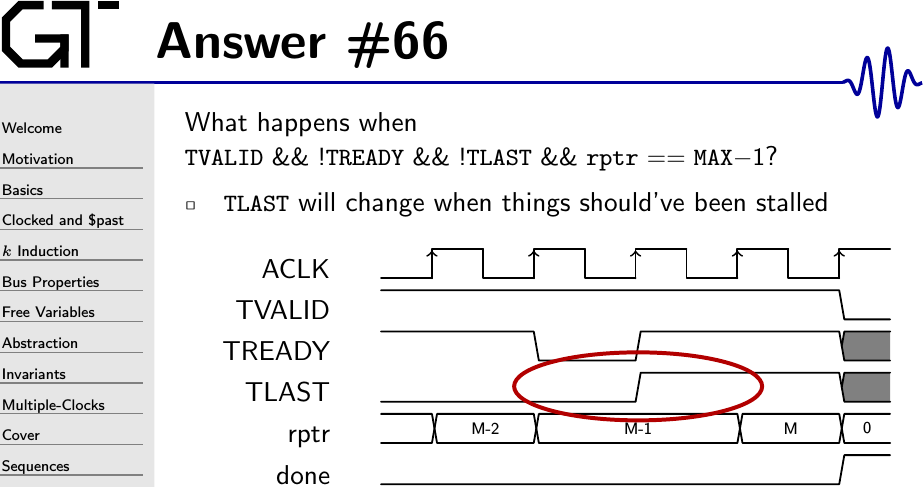 GT
Answer #66
Welcome
Motivation
Basics
Clocked and $past
k Induction
Bus Properties
Free Variables
Abstraction
Invariants
Multiple-Clocks
Cover
Sequences
What happens when
TVALID && !TREADY && !TLAST && rptr == MAX−1?
TLAST will change when things should've been stalled
ACLK
TVALID
TREADY
TLAST
rptr M-2 M-1 M 0
done